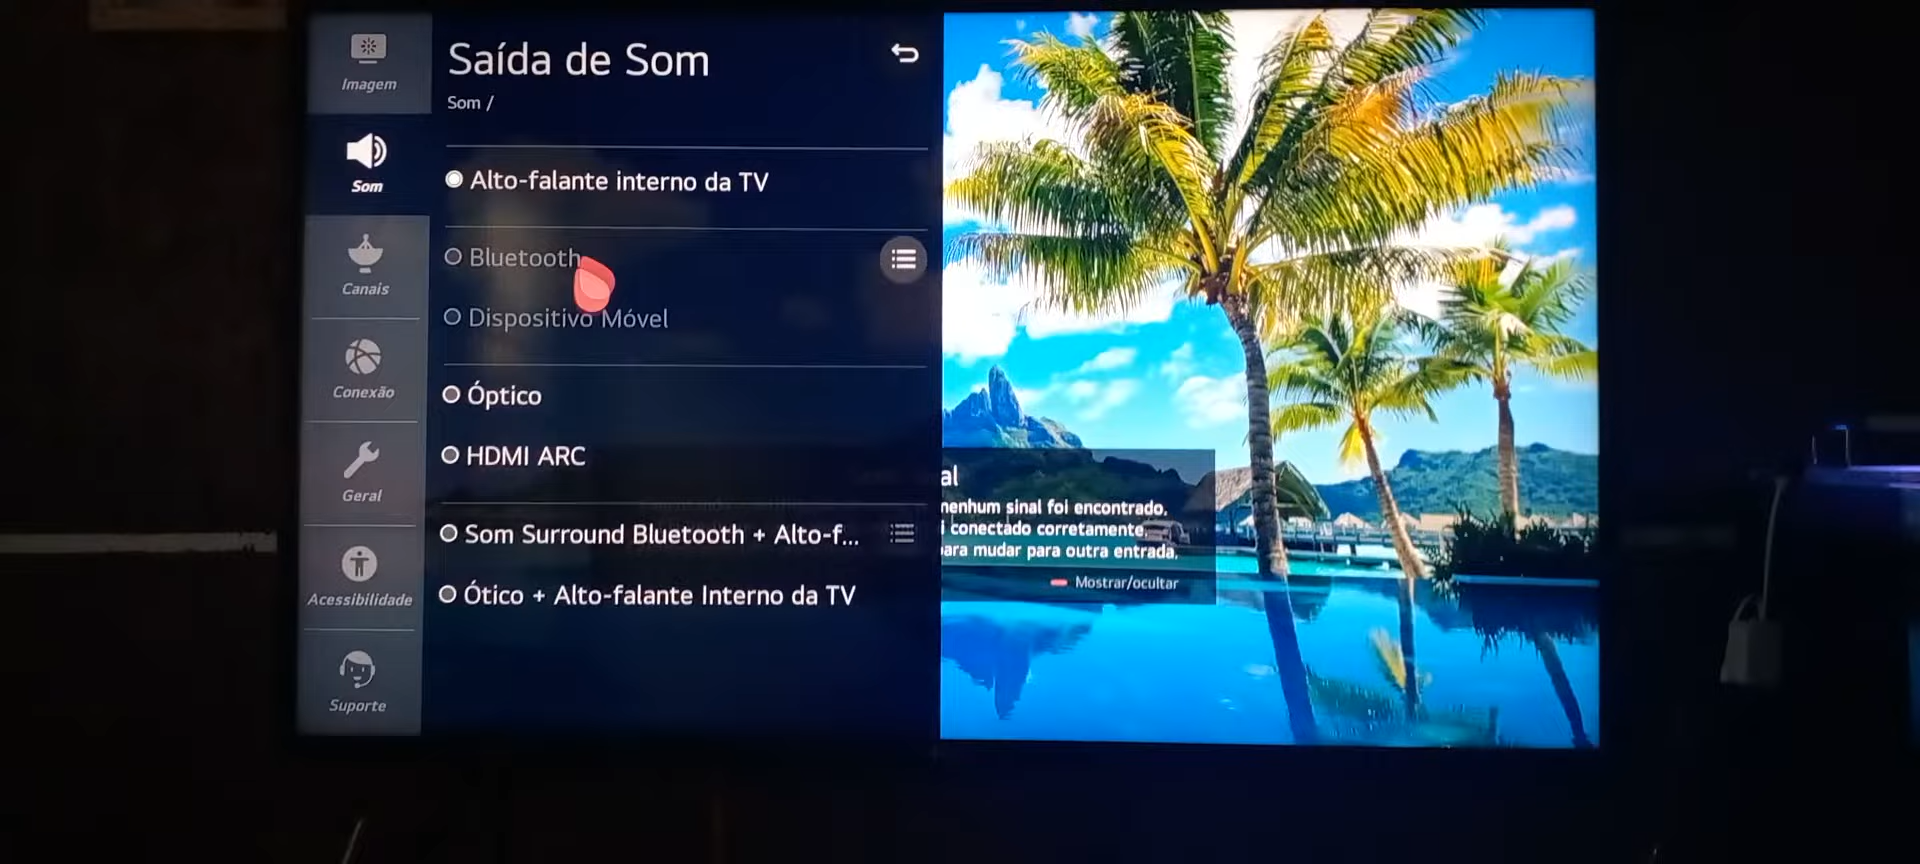 Imagem
Som
Canais
Conexão
Geral
Acessibilidade
Suporte
Saída de Som
Som /
Alto-falante interno da TV
Bluetooth
Dispositivo Móvel
Óptico
HDMI ARC
Som Surround Bluetooth + Alto-f...
Ótico + Alto-falante Interno da TV
al
nenhum sinal foi encontrado.
i conectado corretamente.
para mudar para outra entrada.
Mostrar/ocultar